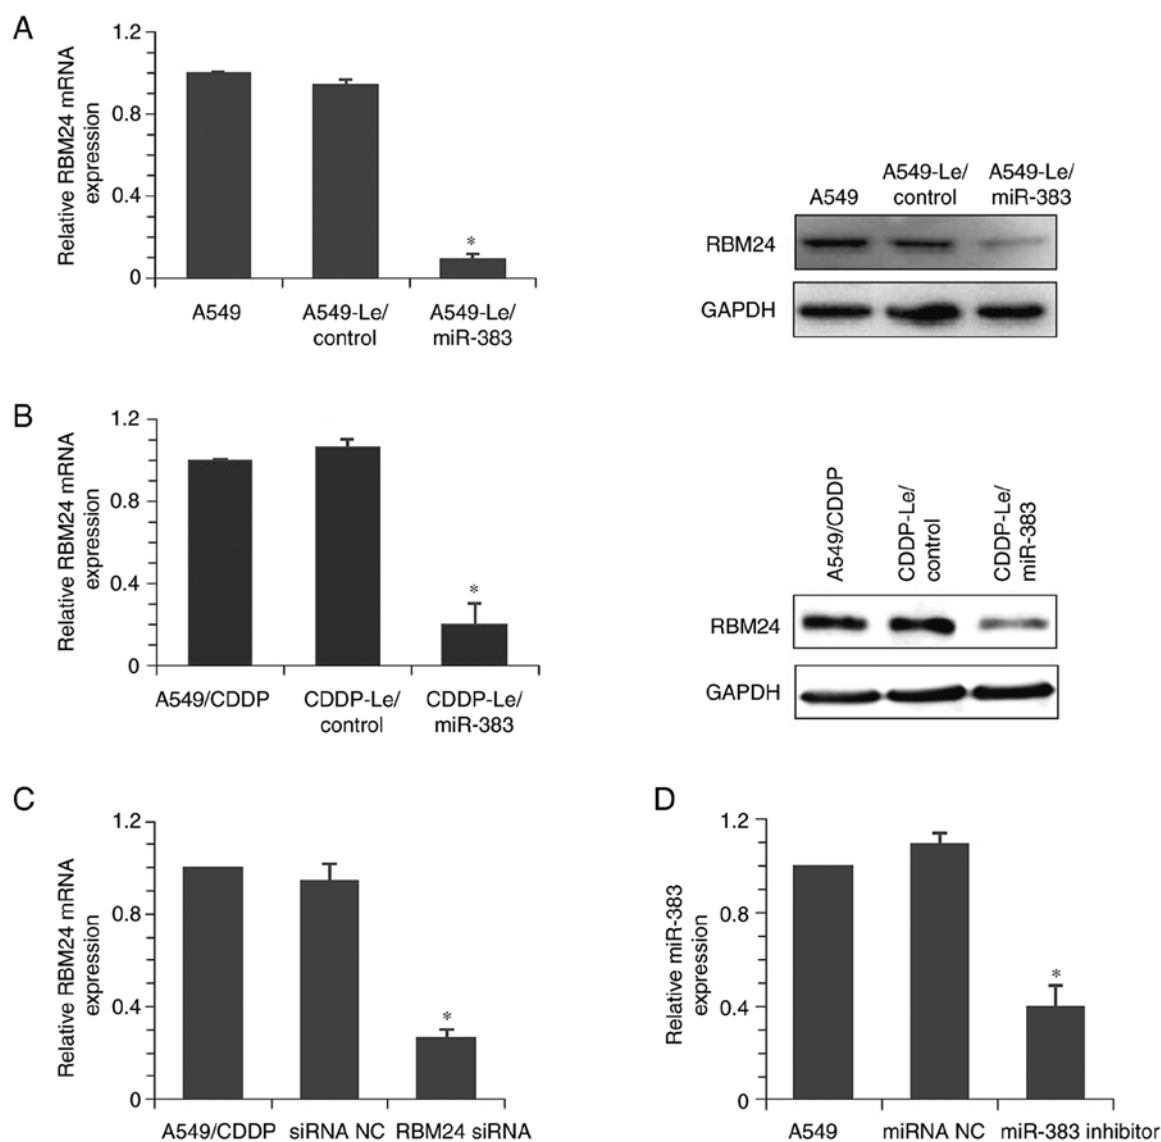 A
Relative RBM24 mRNA
expression
1.2
0.8
0.4
0
*
A549
A549-Le/
control
A549-Le/
miR-383
A549
A549-Le/
control
A549-Le/
miR-383
RBM24
GAPDH
B
Relative RBM24 mRNA
expression
1.2
0.8
0.4
0
*
A549/CDDP
CDDP-Le/
control
CDDP-Le/
miR-383
A549/CDDP
CDDP-Le/
control
CDDP-Le/
miR-383
RBM24
GAPDH
C
Relative RBM24 mRNA
expression
1.2
0.8
0.4
0
*
A549/CDDP
siRNA NC
RBM24 siRNA
D
Relative miR-383
expression
1.2
0.8
0.4
0
*
A549
miRNA NC
miR-383 inhibitor